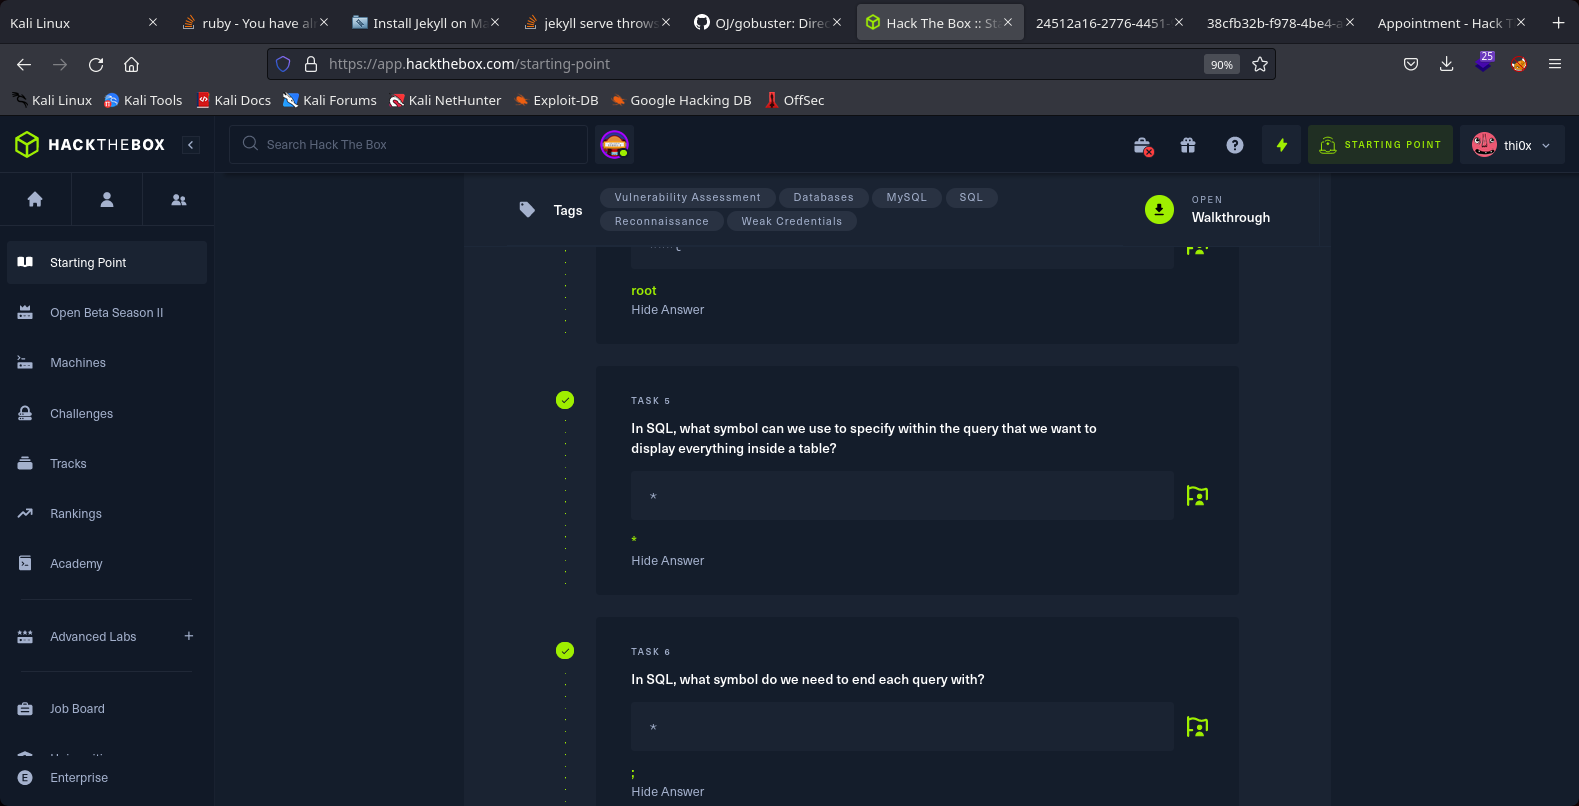 Kali Linux
ruby - You have al
Install Jekyll on Ma
jekyll serve throws
OJ/gobuster: Direc
Hack The Box :: Sta
24512a16-2776-4451-
38cfb32b-f978-4be4-a
Appointment - Hack T
https://app.hackthebox.com/starting-point
90%
25
Kali Linux
Kali Tools
Kali Docs
Kali Forums
Kali NetHunter
Exploit-DB
Google Hacking DB
OffSec
HACKTHEBOX
Search Hack The Box
STARTING POINT
thi0x
Starting Point
Open Beta Season II
Machines
Challenges
Tracks
Rankings
Academy
Advanced Labs
Job Board
Enterprise
Tags
Vulnerability Assessment
Databases
MySQL
SQL
Reconnaissance
Weak Credentials
OPEN
Walkthrough
root
Hide Answer
TASK 5
In SQL, what symbol can we use to specify within the query that we want to
display everything inside a table?
*
*
Hide Answer
TASK 6
In SQL, what symbol do we need to end each query with?
*
;
Hide Answer